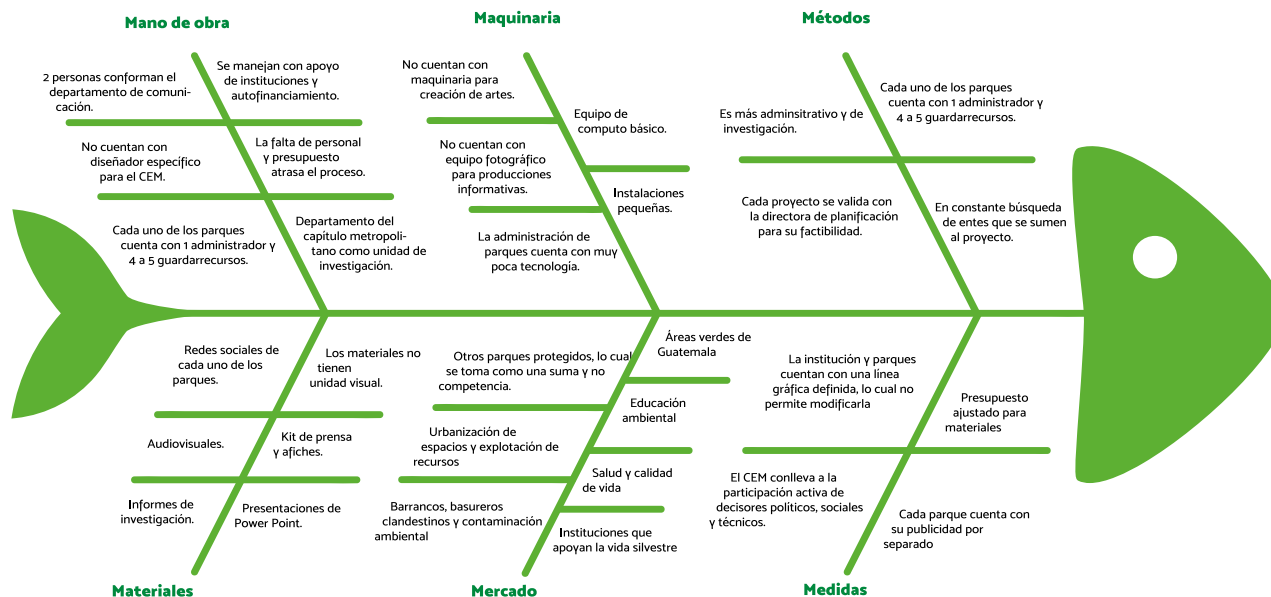 Mano de obra
2 personas conforman el
departamento de comuni-
cación.
Se manejan con apoyo
de instituciones y
autofinanciamiento.
No cuentan con
diseñador específico
para el CEM.
La falta de personal
y presupuesto
atrasa el proceso.
Cada uno de los parques
cuenta con 1 administrador y
4 a 5 guardarrecursos.
Departamento del
capítulo metropoli-
tano como unidad de
investigación.
Maquinaria
No cuentan con
maquinaria para
creación de artes.
Equipo de
computo básico.
No cuentan con
equipo fotográfico
para producciones
informativas.
Instalaciones
pequeñas.
La administración de
parques cuenta con muy
poca tecnología.
Métodos
Es más adminsitrativo y de
investigación.
Cada uno de los parques
cuenta con 1 administrador y
4 a 5 guardarrecursos.
Cada proyecto se valida con
la directora de planificación
para su factibilidad.
En constante búsqueda
de entes que se sumen
al proyecto.
Redes sociales de
cada uno de los
parques.
Los materiales no
tienen
unidad visual.
Audiovisuales.
Kit de prensa
y afiches.
Informes de
investigación.
Presentaciones de
Power Point.
Materiales
Otros parques protegidos, lo cual
se toma como una suma y no
competencia.
Áreas verdes de
Guatemala
Urbanización de
espacios y explotación de
recursos
Educación
ambiental
Barrancos, basureros
clandestinos y contaminación
ambiental
Salud y calidad
de vida
Instituciones que
apoyan la vida silvestre
Mercado
La institución y parques
cuentan con una línea
gráfica definida, lo cual no
permite modificarla
Presupuesto
ajustado para
materiales
El CEM conlleva a la
participación activa de
decisores políticos, sociales
y técnicos.
Cada parque cuenta con
su publicidad por
separado
Medidas